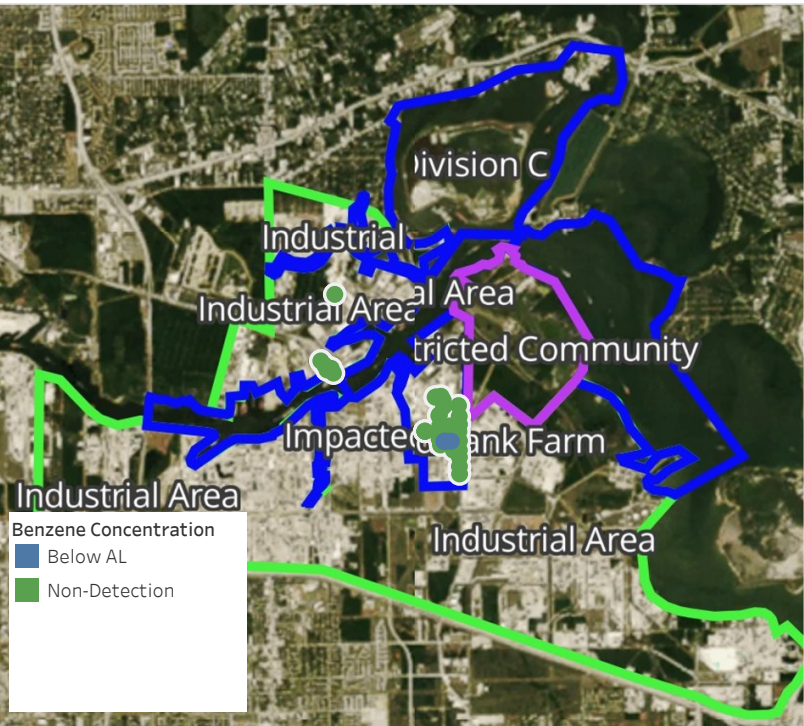 Division C
Industrial
al Area
Industrial Area
tricted Community
Impacted
ank Farm
Industrial Area
Industrial Area
Benzene Concentration
Below AL
Non-Detection